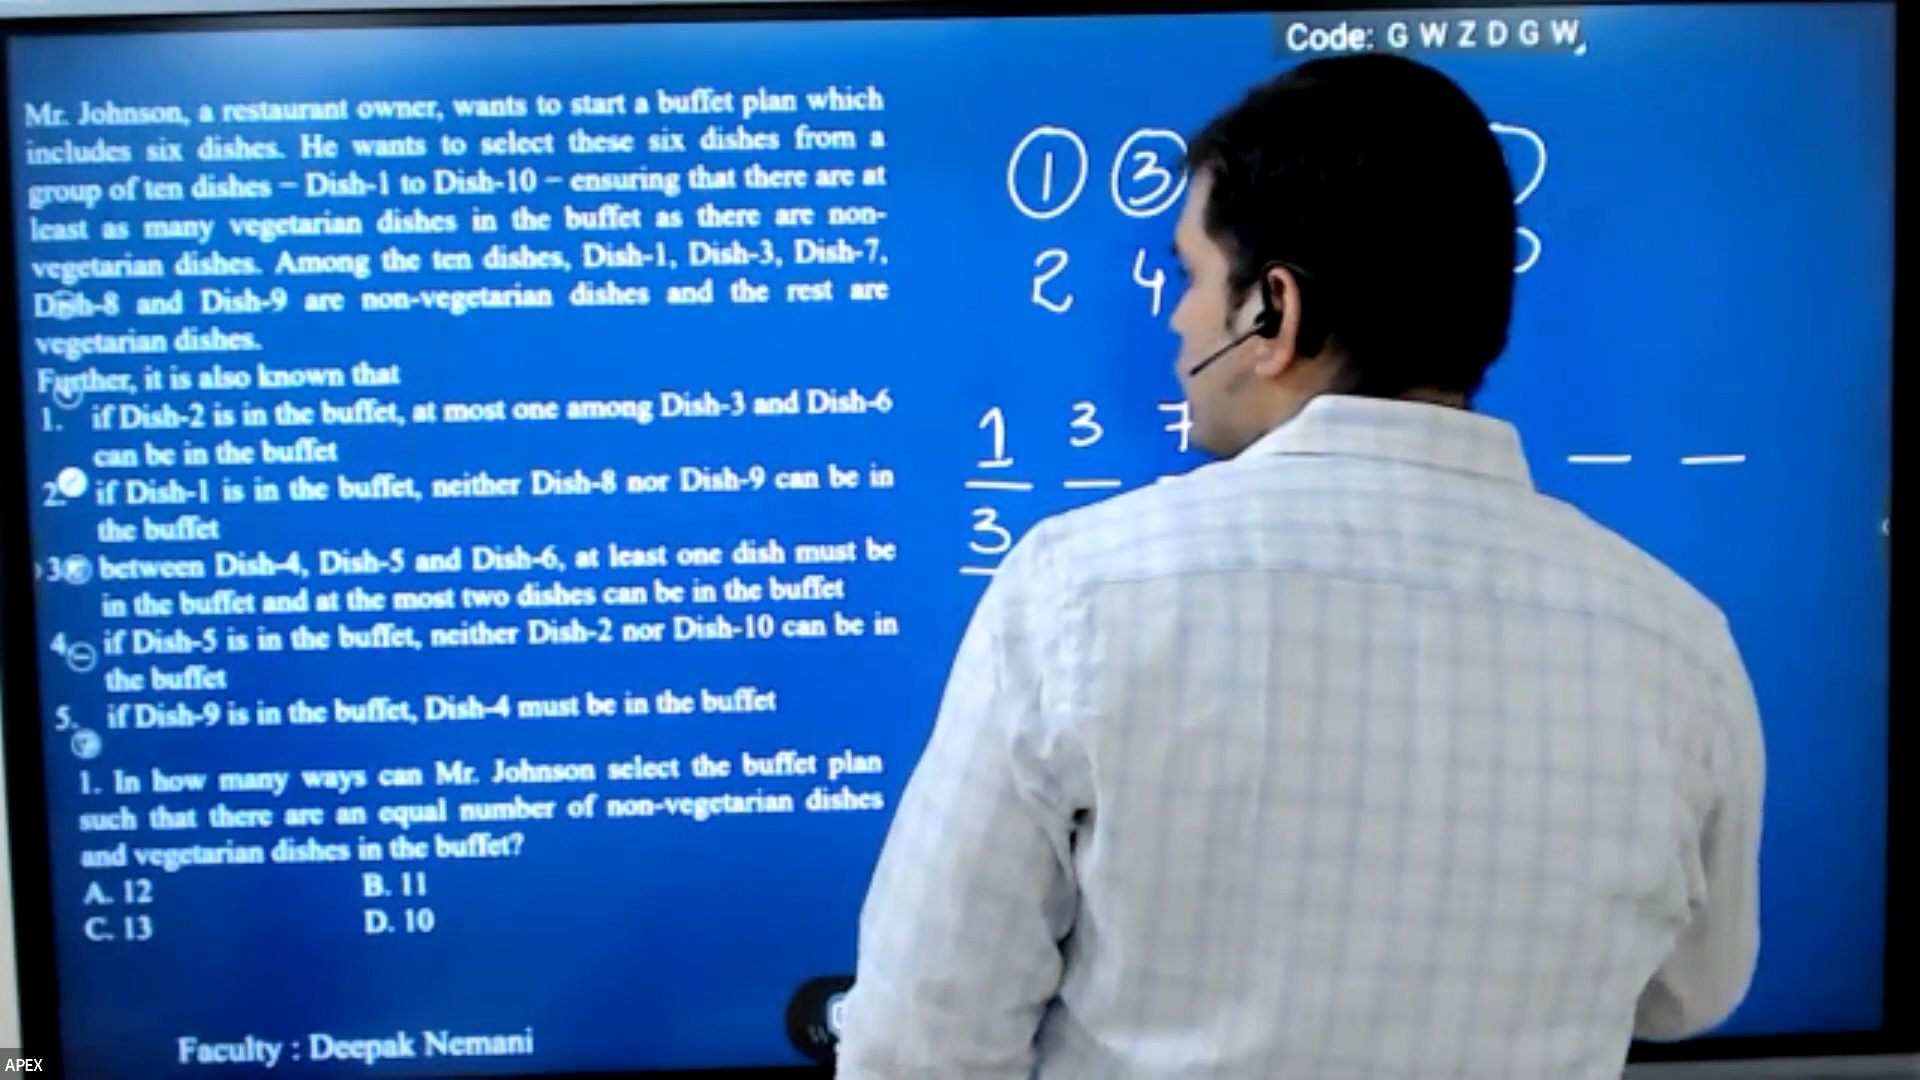 Code: G W Z D G W
Mr. Johnson, a restaurant owner, wants to start a buffet plan which
includes six dishes. He wants to select these six dishes from a
group of ten dishes – Dish-1 to Dish-10 – ensuring that there are at
least as many vegetarian dishes in the buffet as there are non-
vegetarian dishes. Among the ten dishes, Dish-1, Dish-3, Dish-7,
Dish-8 and Dish-9 are non-vegetarian dishes and the rest are
vegetarian dishes.
Further, it is also known that
1. if Dish-2 is in the buffet, at most one among Dish-3 and Dish-6
can be in the buffet
2. if Dish-1 is in the buffet, neither Dish-8 nor Dish-9 can be in
the buffet
3. between Dish-4, Dish-5 and Dish-6, at least one dish must be
in the buffet and at the most two dishes can be in the buffet
4. if Dish-5 is in the buffet, neither Dish-2 nor Dish-10 can be in
the buffet
5. if Dish-9 is in the buffet, Dish-4 must be in the buffet
1. In how many ways can Mr. Johnson select the buffet plan
such that there are an equal number of non-vegetarian dishes
and vegetarian dishes in the buffet?
A. 12 B. 11
C. 13 D. 10
Faculty : Deepak Nemani
1 3
2 4
1 3 7
3
APEX